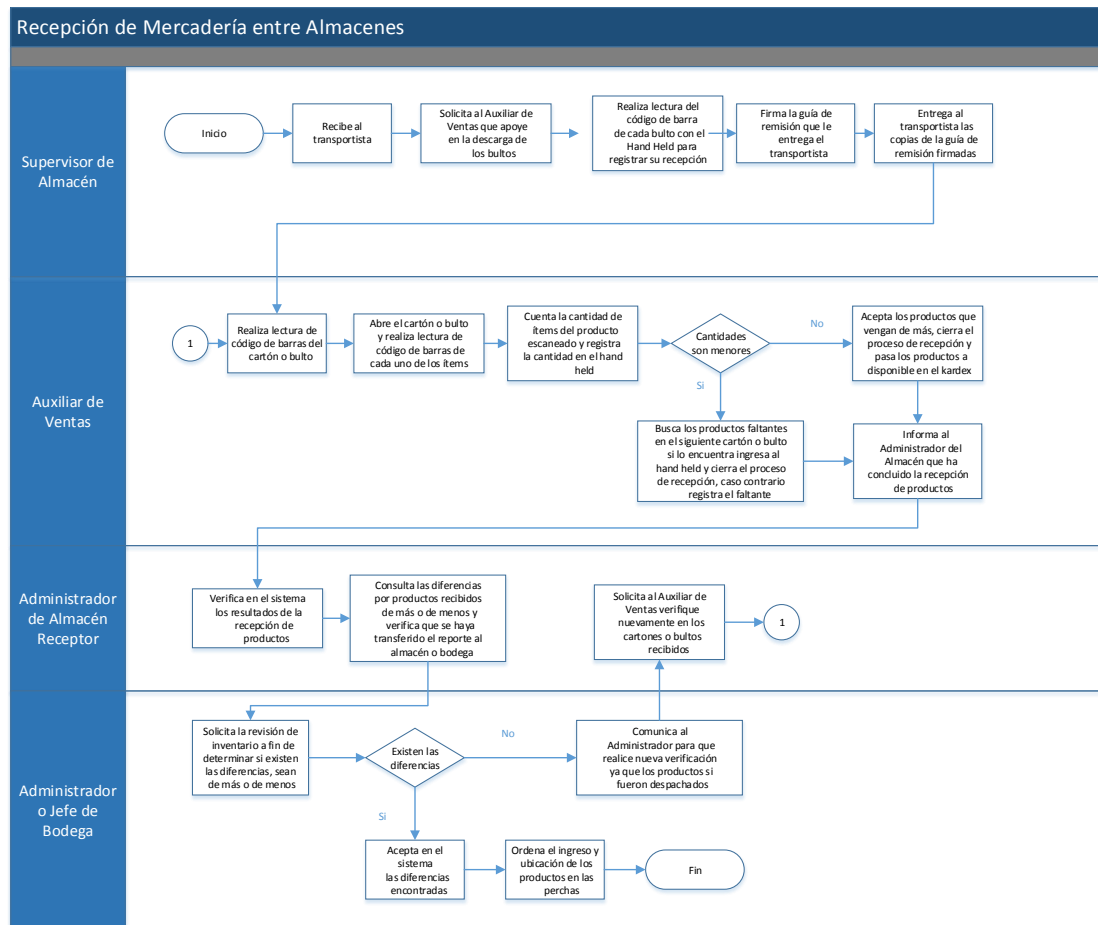 Recepción de Mercadería entre Almacenes
Supervisor de
Almacén
Inicio
Recibe al
transportista
Solicita al Auxiliar de
Ventas que apoye
en la descarga de
los bultos
Realiza lectura del
código de barra
de cada bulto con el
Hand Held para
registrar su recepción
Firma la guía de
remisión que le
entrega el
transportista
Entrega al
transportista las
copias de la guía de
remisión firmadas
Auxiliar de
Ventas
1
Realiza lectura de
código de barras del
cartón o bulto
Abre el cartón o bulto
y realiza lectura de
código de barras de
cada uno de los ítems
Cuenta la cantidad de
ítems del producto
escaneado y registra
la cantidad en el hand
held
Cantidades
son menores
No
Si
Acepta los productos que
vengan de más, cierra el
proceso de recepción y
pasa los productos a
disponible en el kardex
Busca los productos faltantes
en el siguiente cartón o bulto
si lo encuentra ingresa al
hand held y cierra el proceso
de recepción, caso contrario
registra el faltante
Informa al
Administrador del
Almacén que ha
concluido la recepción
de productos
Administrador
de Almacén
Receptor
Verifica en el sistema
los resultados de la
recepción de
productos
Consulta las diferencias
por productos recibidos
de más o de menos y
verifica que se haya
transferido el reporte al
almacén o bodega
Solicita al Auxiliar de
Ventas verifique
nuevamente en los
cartones o bultos
recibidos
1
Administrador
o Jefe de
Bodega
Solicita la revisión de
inventario a fin de
determinar si existen
las diferencias, sean
de más o de menos
Existen las
diferencias
No
Si
Comunica al
Administrador para que
realice nueva verificación
ya que los productos si
fueron despachados
Acepta en el
sistema
las diferencias
encontradas
Ordena el ingreso y
ubicación de los
productos en las
perchas
Fin